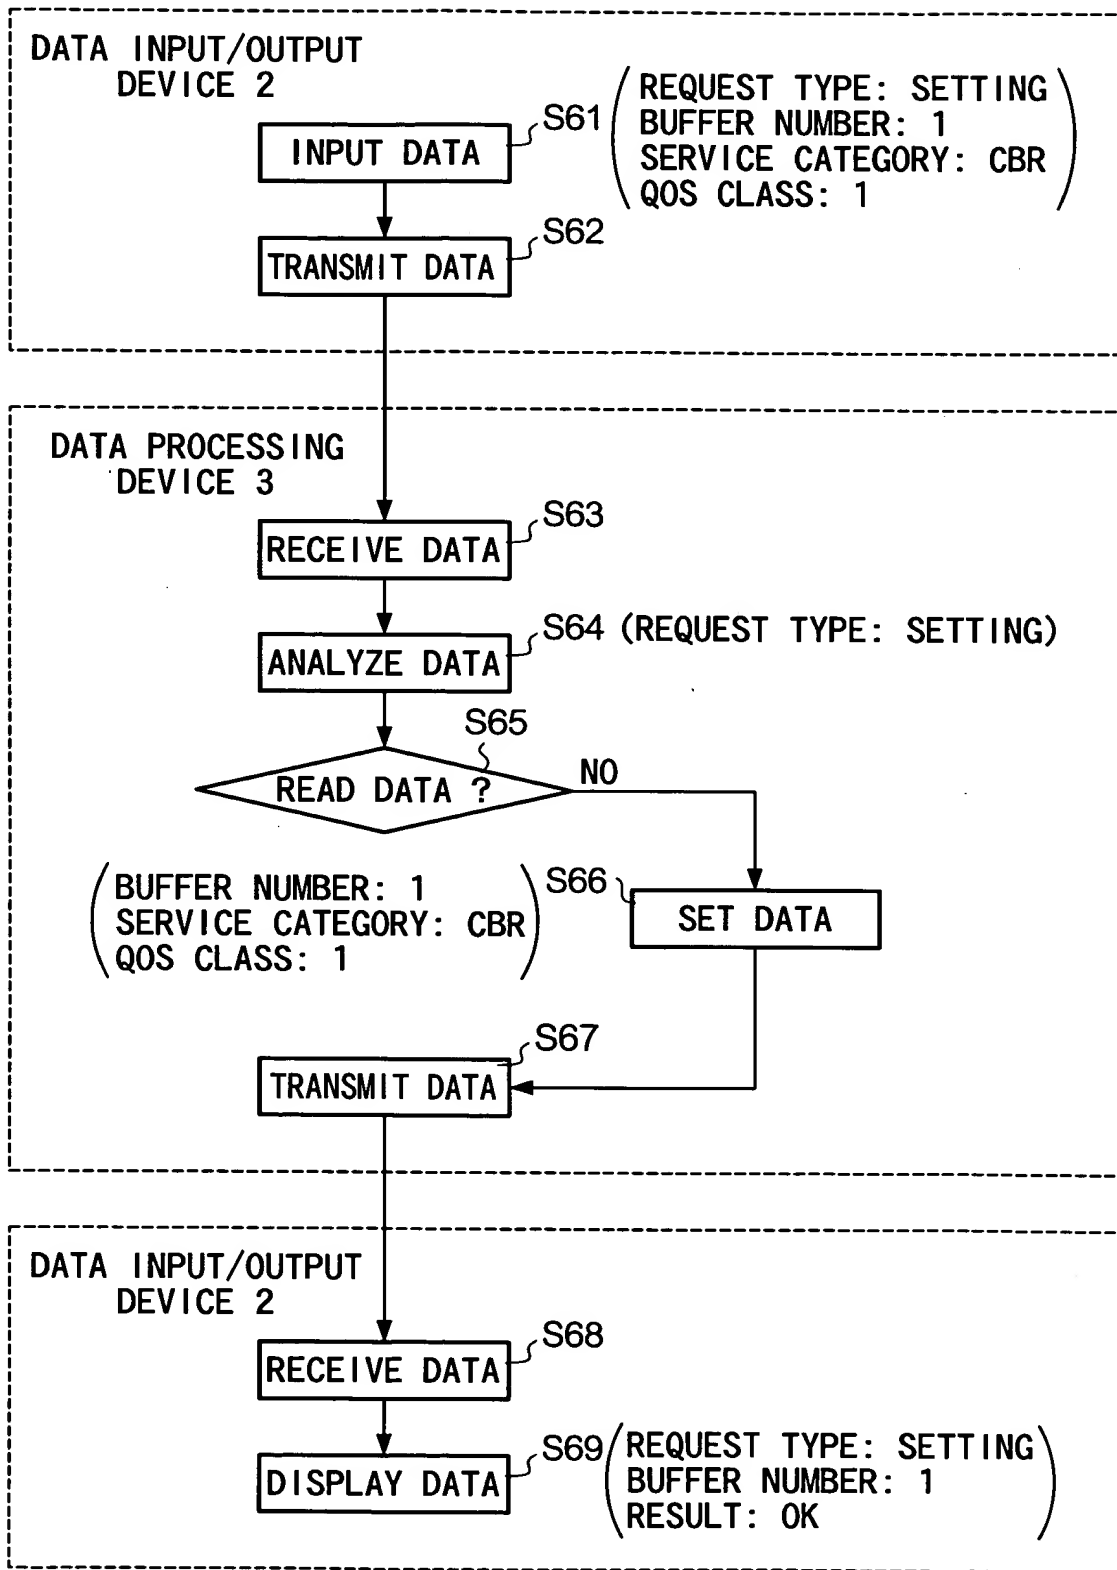 DATA INPUT/OUTPUT
DEVICE 2
INPUT DATA
S61
REQUEST TYPE: SETTING
BUFFER NUMBER: 1
SERVICE CATEGORY: CBR
QOS CLASS: 1
S62
TRANSMIT DATA
DATA PROCESSING
DEVICE 3
S63
RECEIVE DATA
S64 (REQUEST TYPE: SETTING)
ANALYZE DATA
S65
READ DATA ?
NO
BUFFER NUMBER: 1
SERVICE CATEGORY: CBR
QOS CLASS: 1
S66
SET DATA
S67
TRANSMIT DATA
DATA INPUT/OUTPUT
DEVICE 2
S68
RECEIVE DATA
S69
DISPLAY DATA
REQUEST TYPE: SETTING
BUFFER NUMBER: 1
RESULT: OK